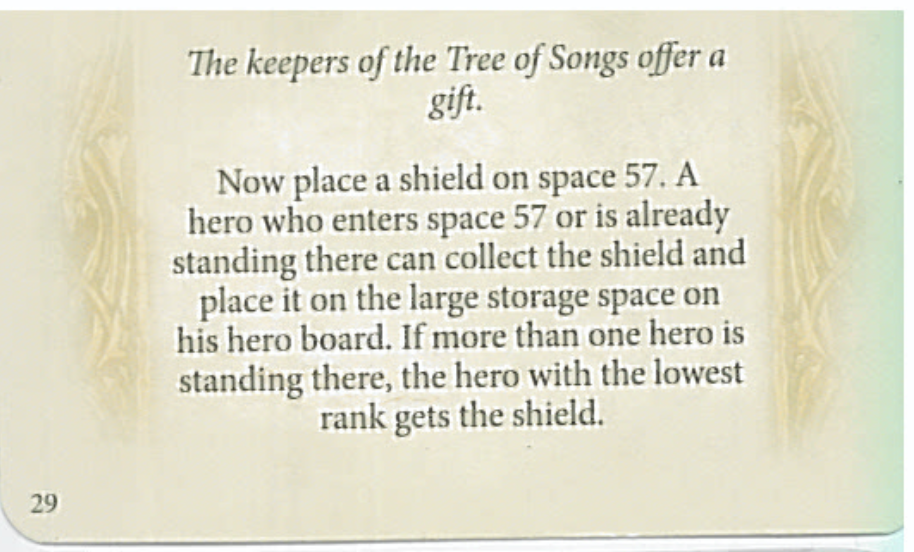 The keepers of the Tree of Songs offer a
gift.
Now place a shield on space 57. A
hero who enters space 57 or is already
standing there can collect the shield and
place it on the large storage space on
his hero board. If more than one hero is
standing there, the hero with the lowest
rank gets the shield.
29